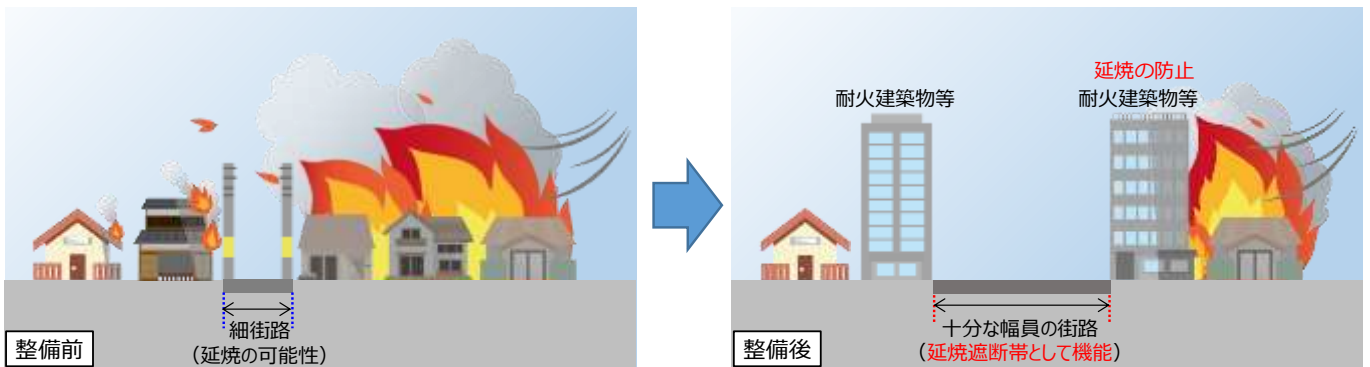 整備前
細街路
（延焼の可能性）
延焼の防止
耐火建築物等
耐火建築物等
整備後
十分な幅員の街路
（延焼遮断帯として機能）